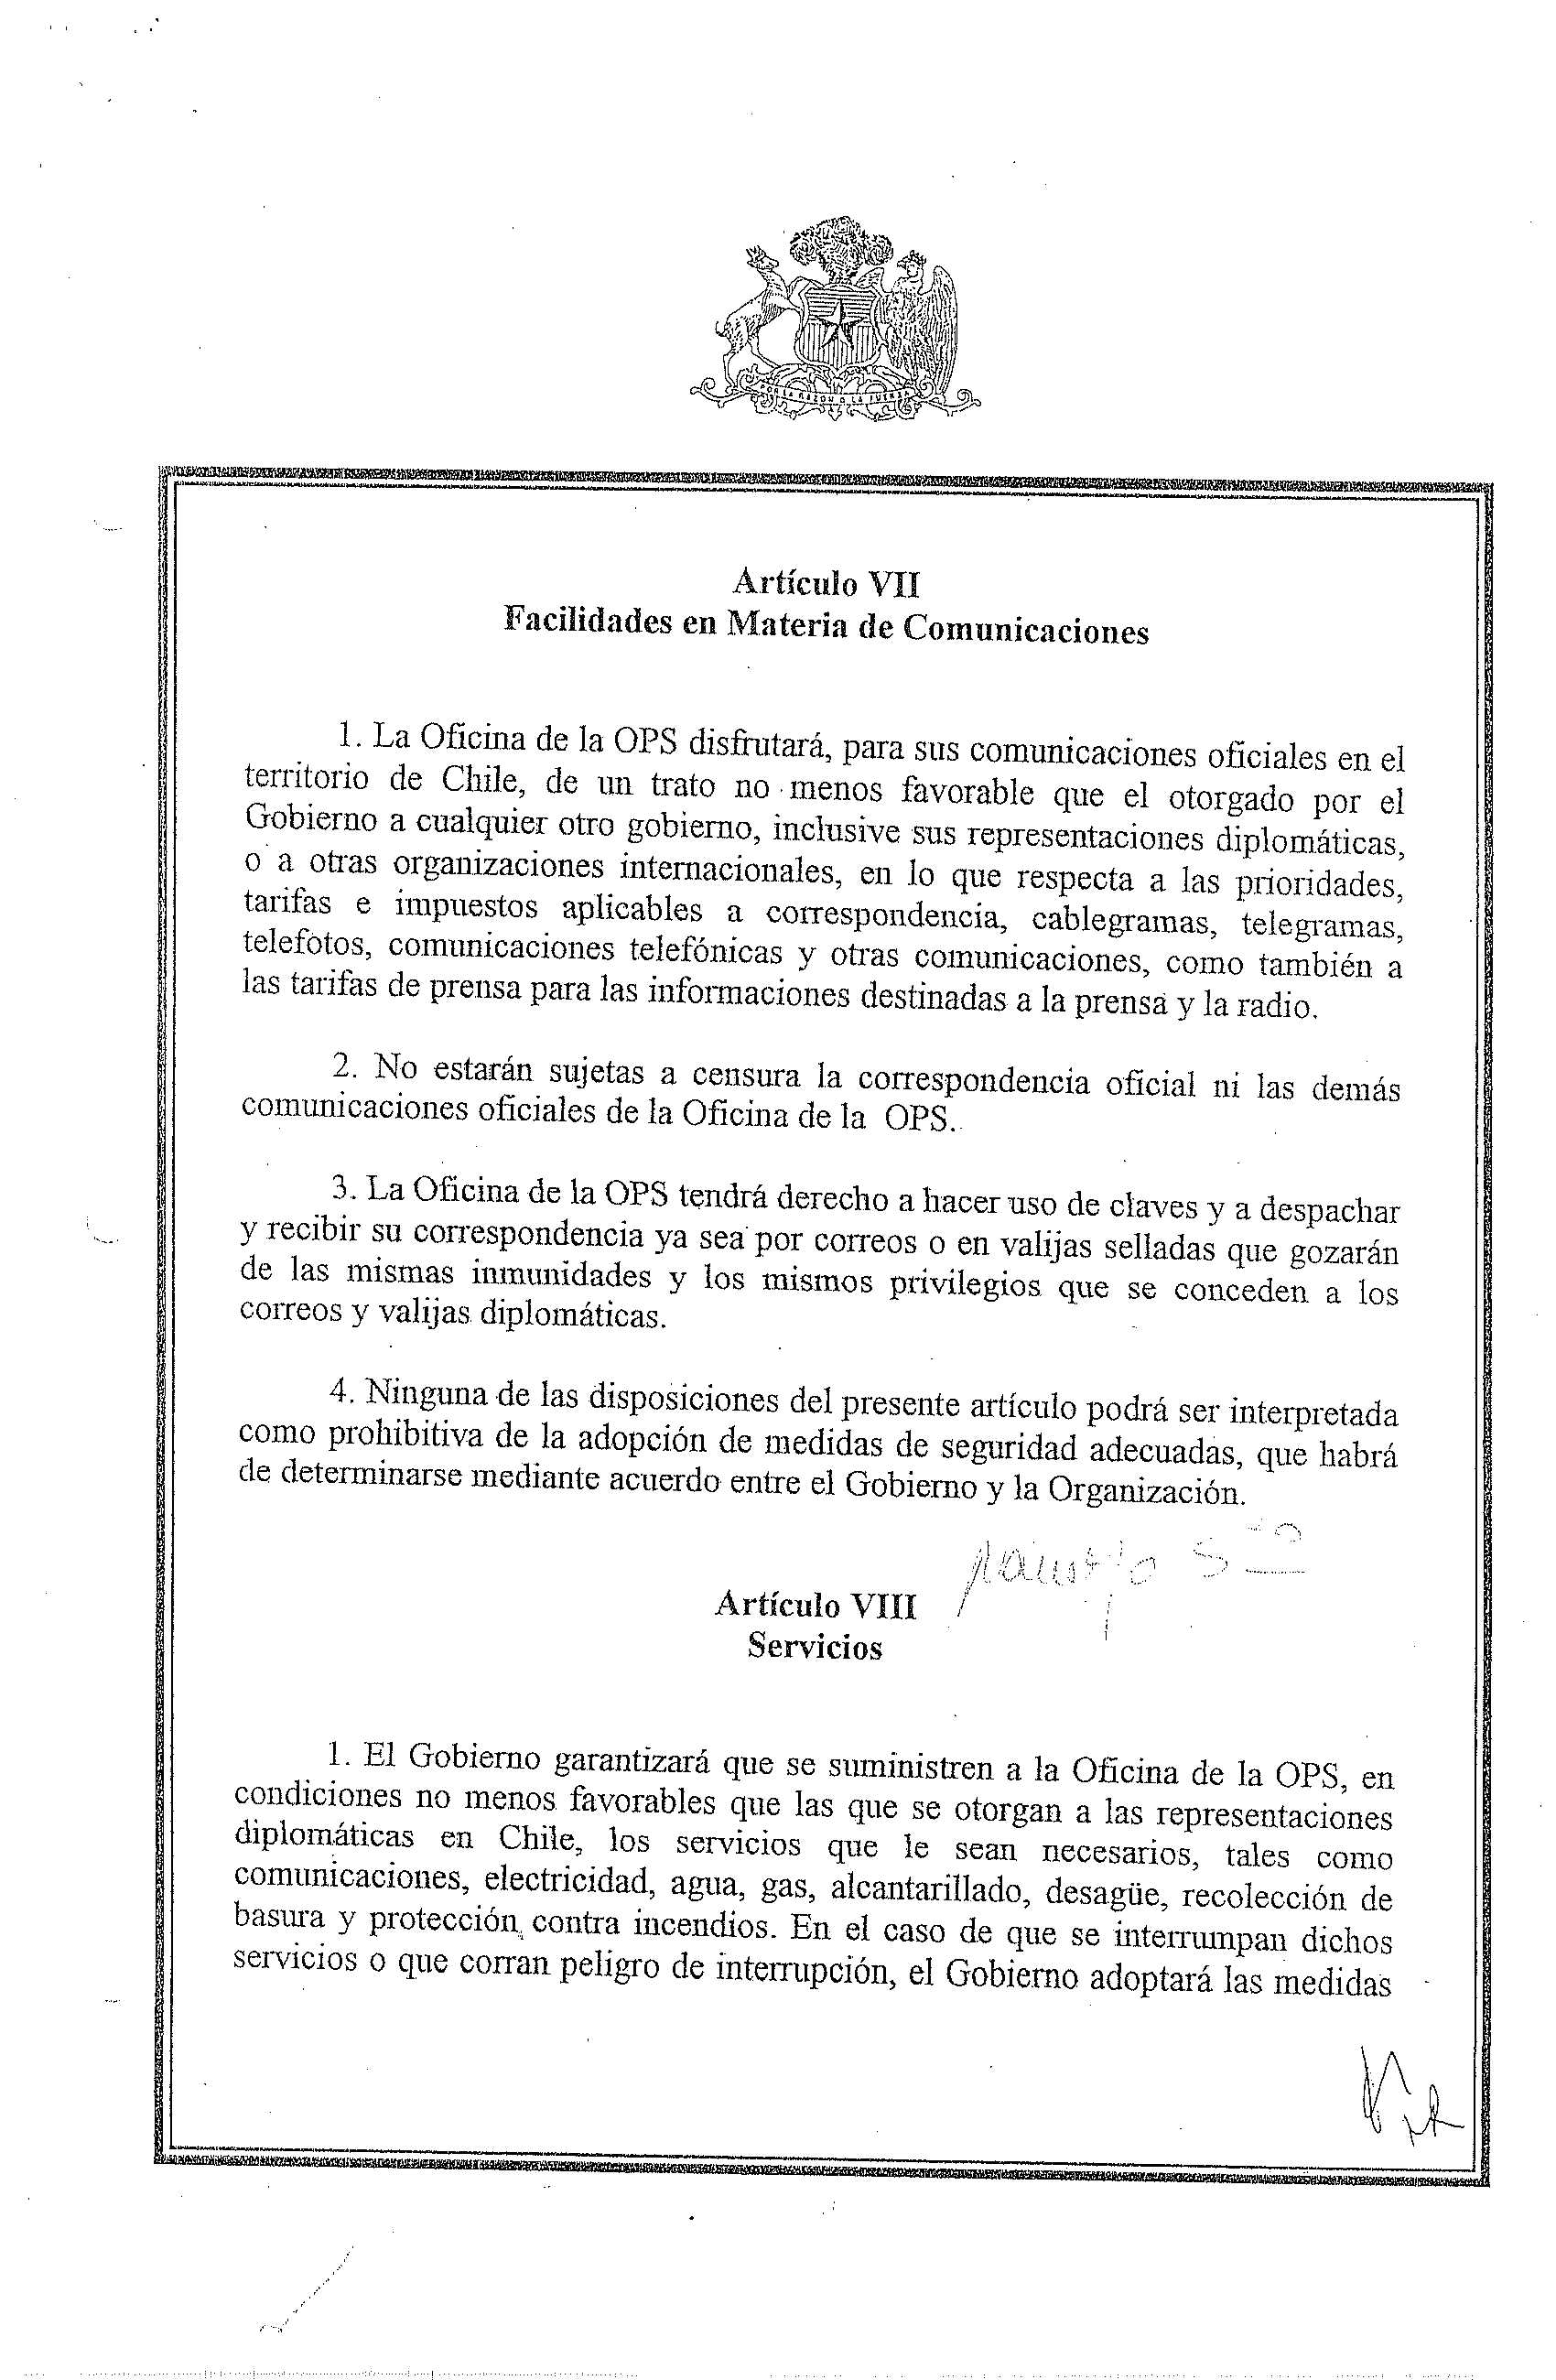 POR LA RAZON O LA FUERZA
Artículo VII
Facilidades en Materia de Comunicaciones
1. La Oficina de la OPS disfrutará, para sus comunicaciones oficiales en el
territorio de Chile, de un trato no menos favorable que el otorgado por el
Gobierno a cualquier otro gobierno, inclusive sus representaciones diplomáticas,
o a otras organizaciones internacionales, en lo que respecta a las prioridades,
tarifas e impuestos aplicables a correspondencia, cablegramas, telegramas,
telefotos, comunicaciones telefónicas y otras comunicaciones, como también a
las tarifas de prensa para las informaciones destinadas a la prensa y la radio.
2. No estarán sujetas a censura la correspondencia oficial ni las demás
comunicaciones oficiales de la Oficina de la OPS.
3. La Oficina de la OPS tendrá derecho a hacer uso de claves y a despachar
y recibir su correspondencia ya sea por correos o en valijas selladas que gozarán
de las mismas inmunidades y los mismos privilegios que se conceden a los
correos y valijas diplomáticas.
4. Ninguna de las disposiciones del presente artículo podrá ser interpretada
como prohibitiva de la adopción de medidas de seguridad adecuadas, que habrá
de determinarse mediante acuerdo entre el Gobierno y la Organización.
Artículo VIII
Servicios
1. El Gobierno garantizará que se suministren a la Oficina de la OPS, en
condiciones no menos favorables que las que se otorgan a las representaciones
diplomáticas en Chile, los servicios que le sean necesarios, tales como
comunicaciones, electricidad, agua, gas, alcantarillado, desagüe, recolección de
basura y protección contra incendios. En el caso de que se interrumpan dichos
servicios o que corran peligro de interrupción, el Gobierno adoptará las medidas